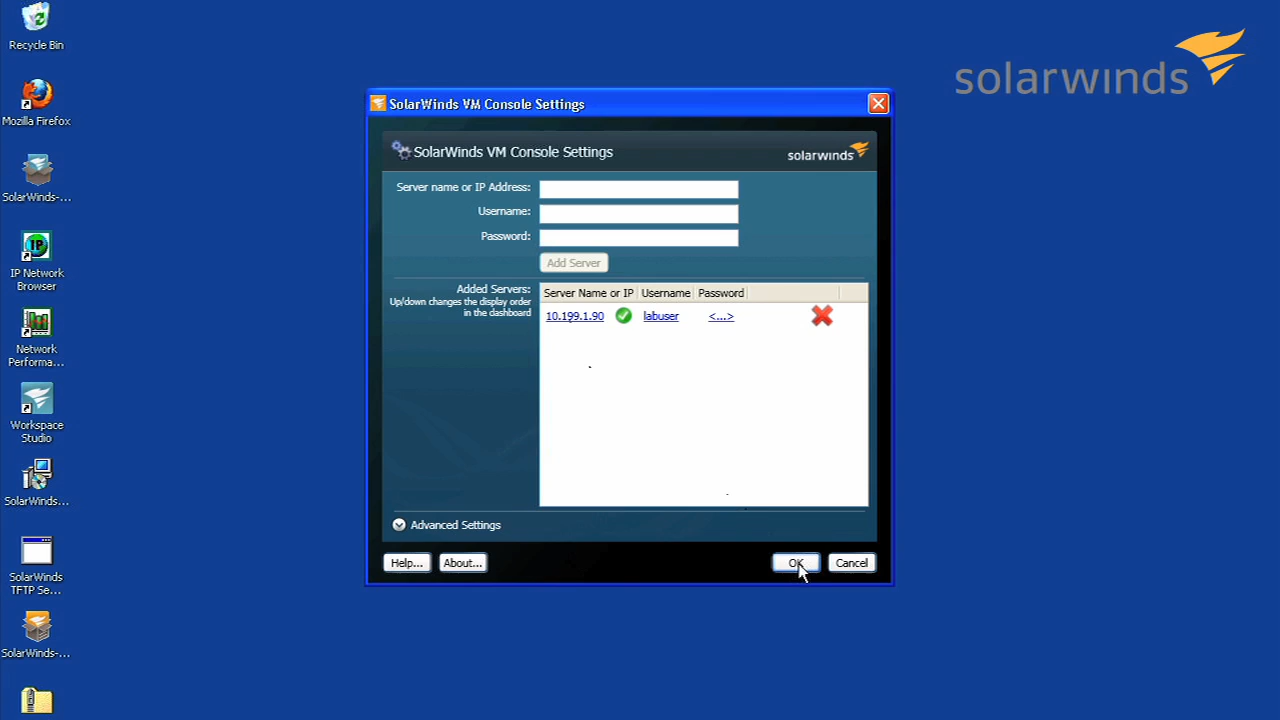 Recycle Bin
Mozilla Firefox
SolarWinds-...
IP Network
Browser
Network
Performa...
Workspace
Studio
SolarWinds...
SolarWinds
TFTP Se...
SolarWinds-...
solarwinds
SolarWinds VM Console Settings
SolarWinds VM Console Settings
solarwinds
Server name or IP Address:
Username:
Password:
Add Server
Added Servers:
Up/down changes the display order
in the dashboard
Server Name or IP Username Password
10.199.1.90 labuser <...>
Advanced Settings
Help... About... OK Cancel